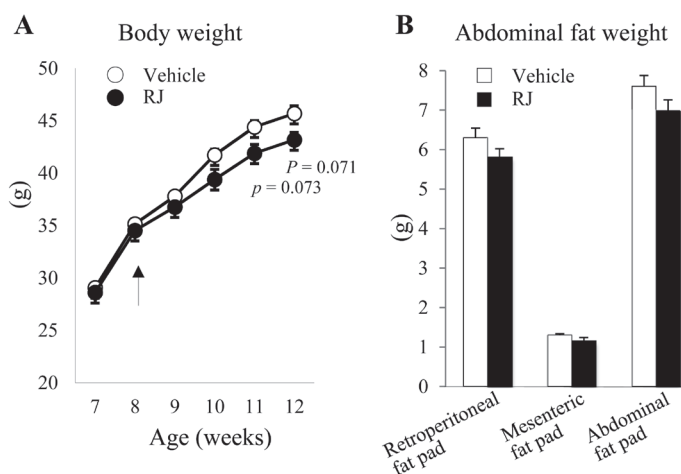 A
Body weight
50
45
40
35
30
25
20
(g)
Vehicle
RJ
P = 0.071
p = 0.073
7 8 9 10 11 12
Age (weeks)
B
Abdominal fat weight
8
7
6
5
4
3
2
1
0
(g)
Vehicle
RJ
Retroperitoneal
fat pad
Mesenteric
fat pad
Abdominal
fat pad